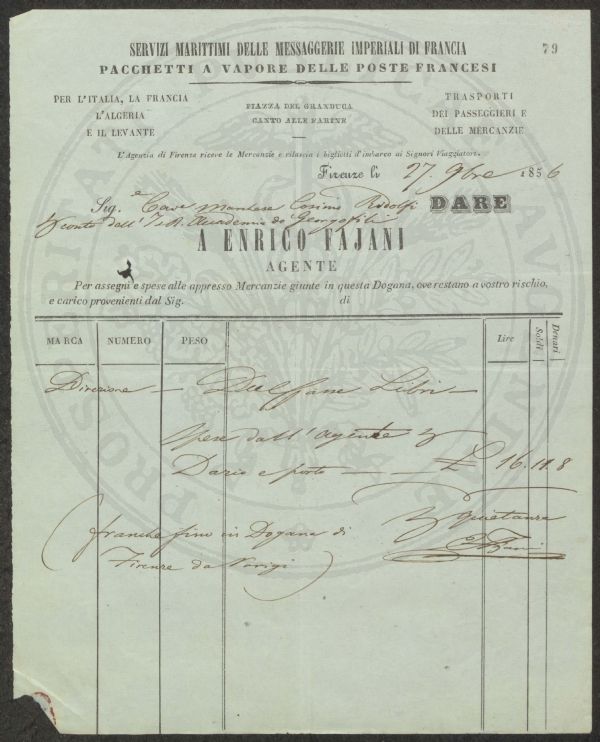 SERVIZI MARITTIMI DELLE MESSAGGERIE IMPERIALI DI FRANCIA
79
PACCHETTI A VAPORE DELLE POSTE FRANCESI
PER L'ITALIA, LA FRANCIA
L'ALGERIA
E IL LEVANTE
PIAZZA DEL GRANDUCA
CANTO ALLE FARINE
TRASPORTI
DEI PASSEGGIERI E
DELLE MERCANZIE
L'Agenzia di Firenze riceve le Mercanzie e rilascia i biglietti d'imbarco ai Signori Viaggiatori.
Firenze lì 27. 9bre 1856
Sig.e Cav.e Marchese Cosimo Ridolfi DARE
conto dell' I e R. Accademia de Georgofili
A ENRICO FAJANI
AGENTE
Per assegni e spese alle appresso Mercanzie giunte in questa Dogana, ove restano a vostro rischio,
e carico provenienti dal Sig. di
MARCA NUMERO PESO Lire Soldi Denari
Direzione — Libri —
Spese dall' agente
Dazio e porto — — £ 16. 18. 8
quietanza
(franche fino in Dogana di
Firenze da Parigi)
E Fajani